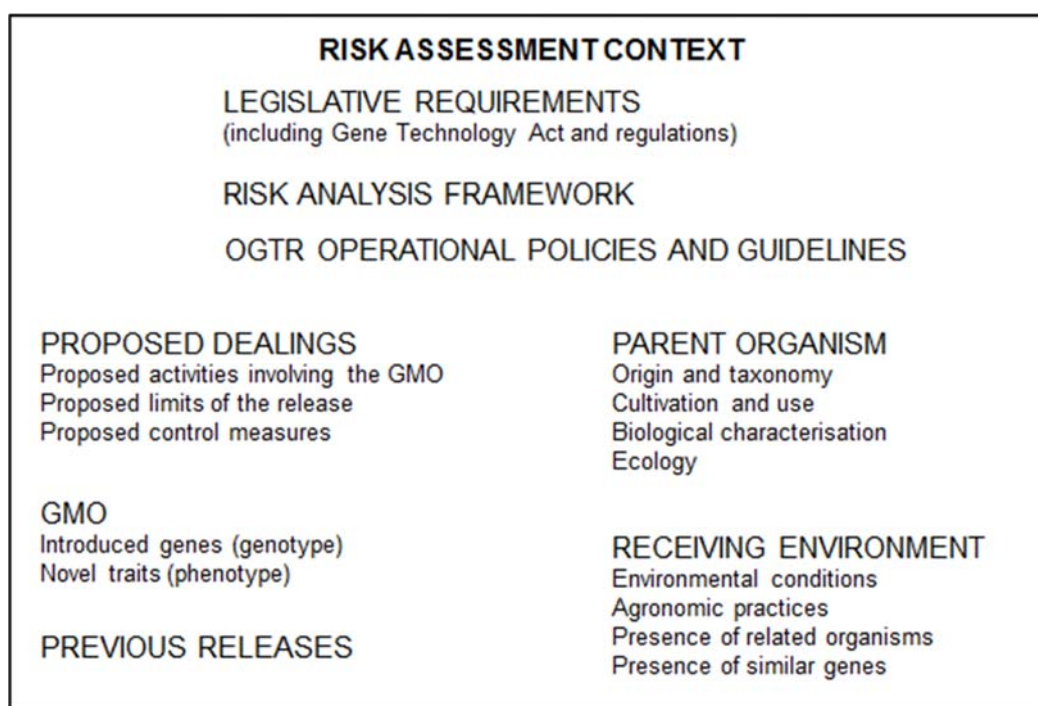 RISK ASSESSMENT CONTEXT
LEGISLATIVE REQUIREMENTS
(including Gene Technology Act and regulations)
RISK ANALYSIS FRAMEWORK
OGTR OPERATIONAL POLICIES AND GUIDELINES
PROPOSED DEALINGS
Proposed activities involving the GMO
Proposed limits of the release
Proposed control measures
GMO
Introduced genes (genotype)
Novel traits (phenotype)
PREVIOUS RELEASES
PARENT ORGANISM
Origin and taxonomy
Cultivation and use
Biological characterisation
Ecology
RECEIVING ENVIRONMENT
Environmental conditions
Agronomic practices
Presence of related organisms
Presence of similar genes